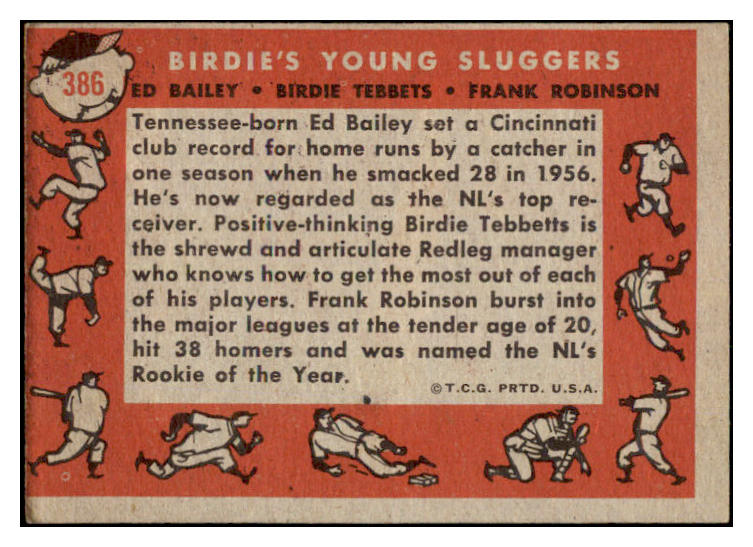 386
BIRDIE'S YOUNG SLUGGERS
ED BAILEY • BIRDIE TEBBETS • FRANK ROBINSON
Tennessee-born Ed Bailey set a Cincinnati
club record for home runs by a catcher in
one season when he smacked 28 in 1956.
He's now regarded as the NL's top re-
ceiver. Positive-thinking Birdie Tebbetts is
the shrewd and articulate Redleg manager
who knows how to get the most out of each
of his players. Frank Robinson burst into
the major leagues at the tender age of 20,
hit 38 homers and was named the NL's
Rookie of the Year.
© T.C.G. PRTD. U.S.A.